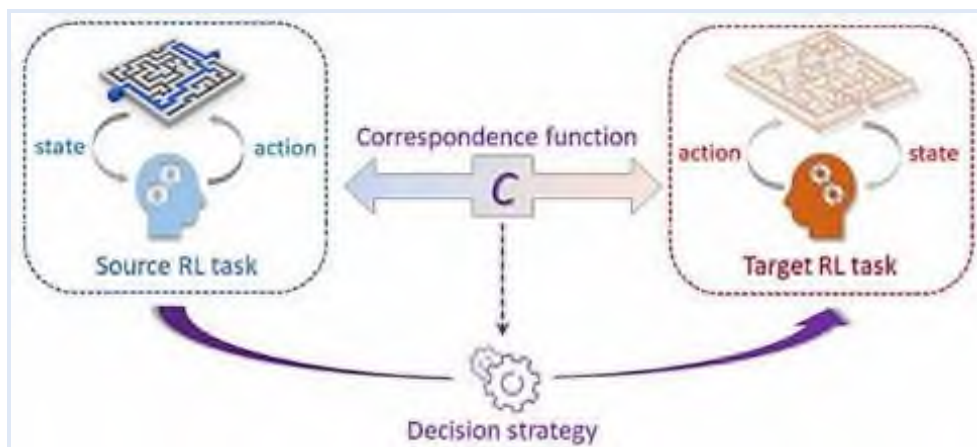 state
action
Source RL task
Correspondence function
C
action
state
Target RL task
Decision strategy